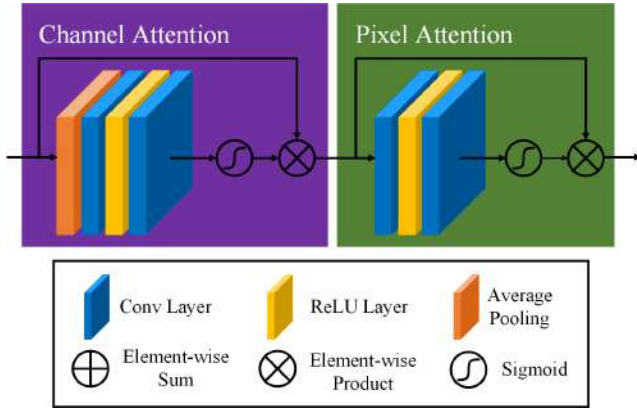 Channel Attention
Pixel Attention
Conv Layer
ReLU Layer
Average
Pooling
Element-wise
Sum
Element-wise
Product
Sigmoid